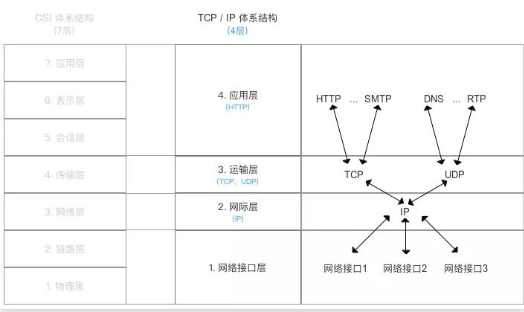 OSI 体系结构
(7层)
TCP / IP 体系结构
(4层)
7. 应用层
6. 表示层
5. 会话层
4. 传输层
3. 网络层
2. 链路层
1. 物理层
4. 应用层
(HTTP)
3. 运输层
(TCP、UDP)
2. 网际层
(IP)
1. 网络接口层
HTTP ... SMTP
DNS ... RTP
TCP
UDP
IP
网络接口1
网络接口2
网络接口3